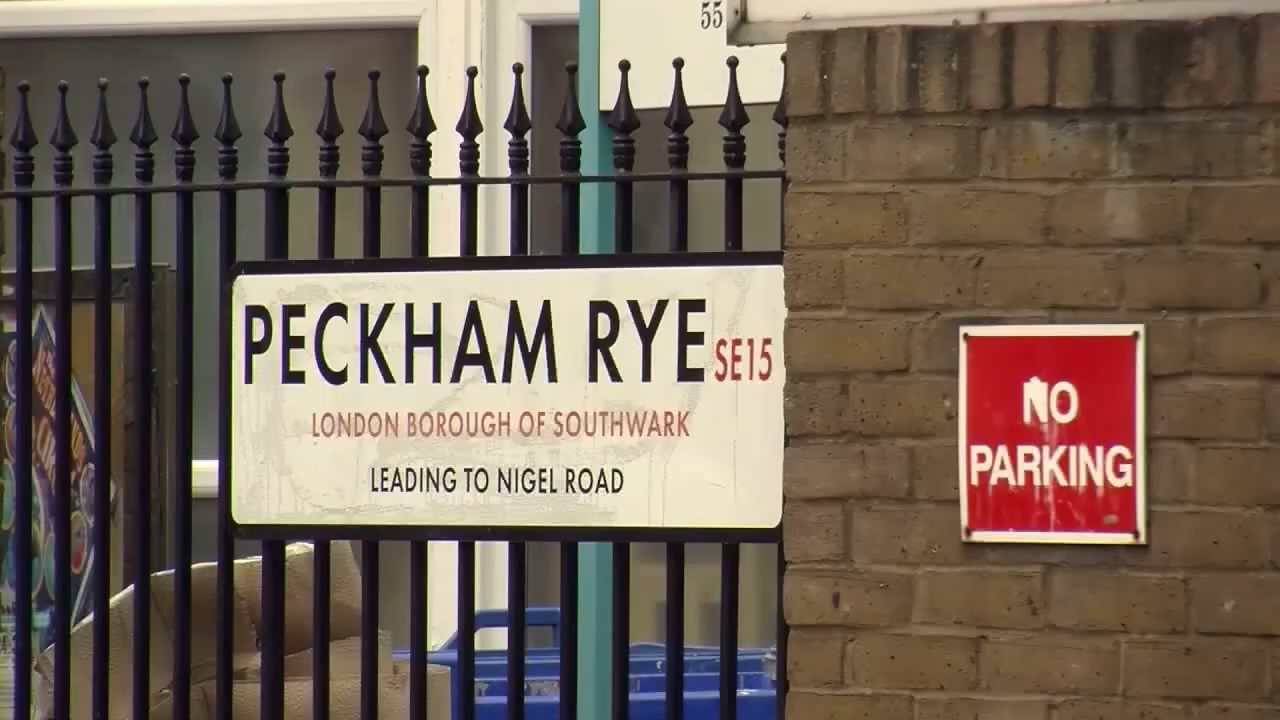 55
PECKHAM RYE SE15
LONDON BOROUGH OF SOUTHWARK
LEADING TO NIGEL ROAD
NO
PARKING